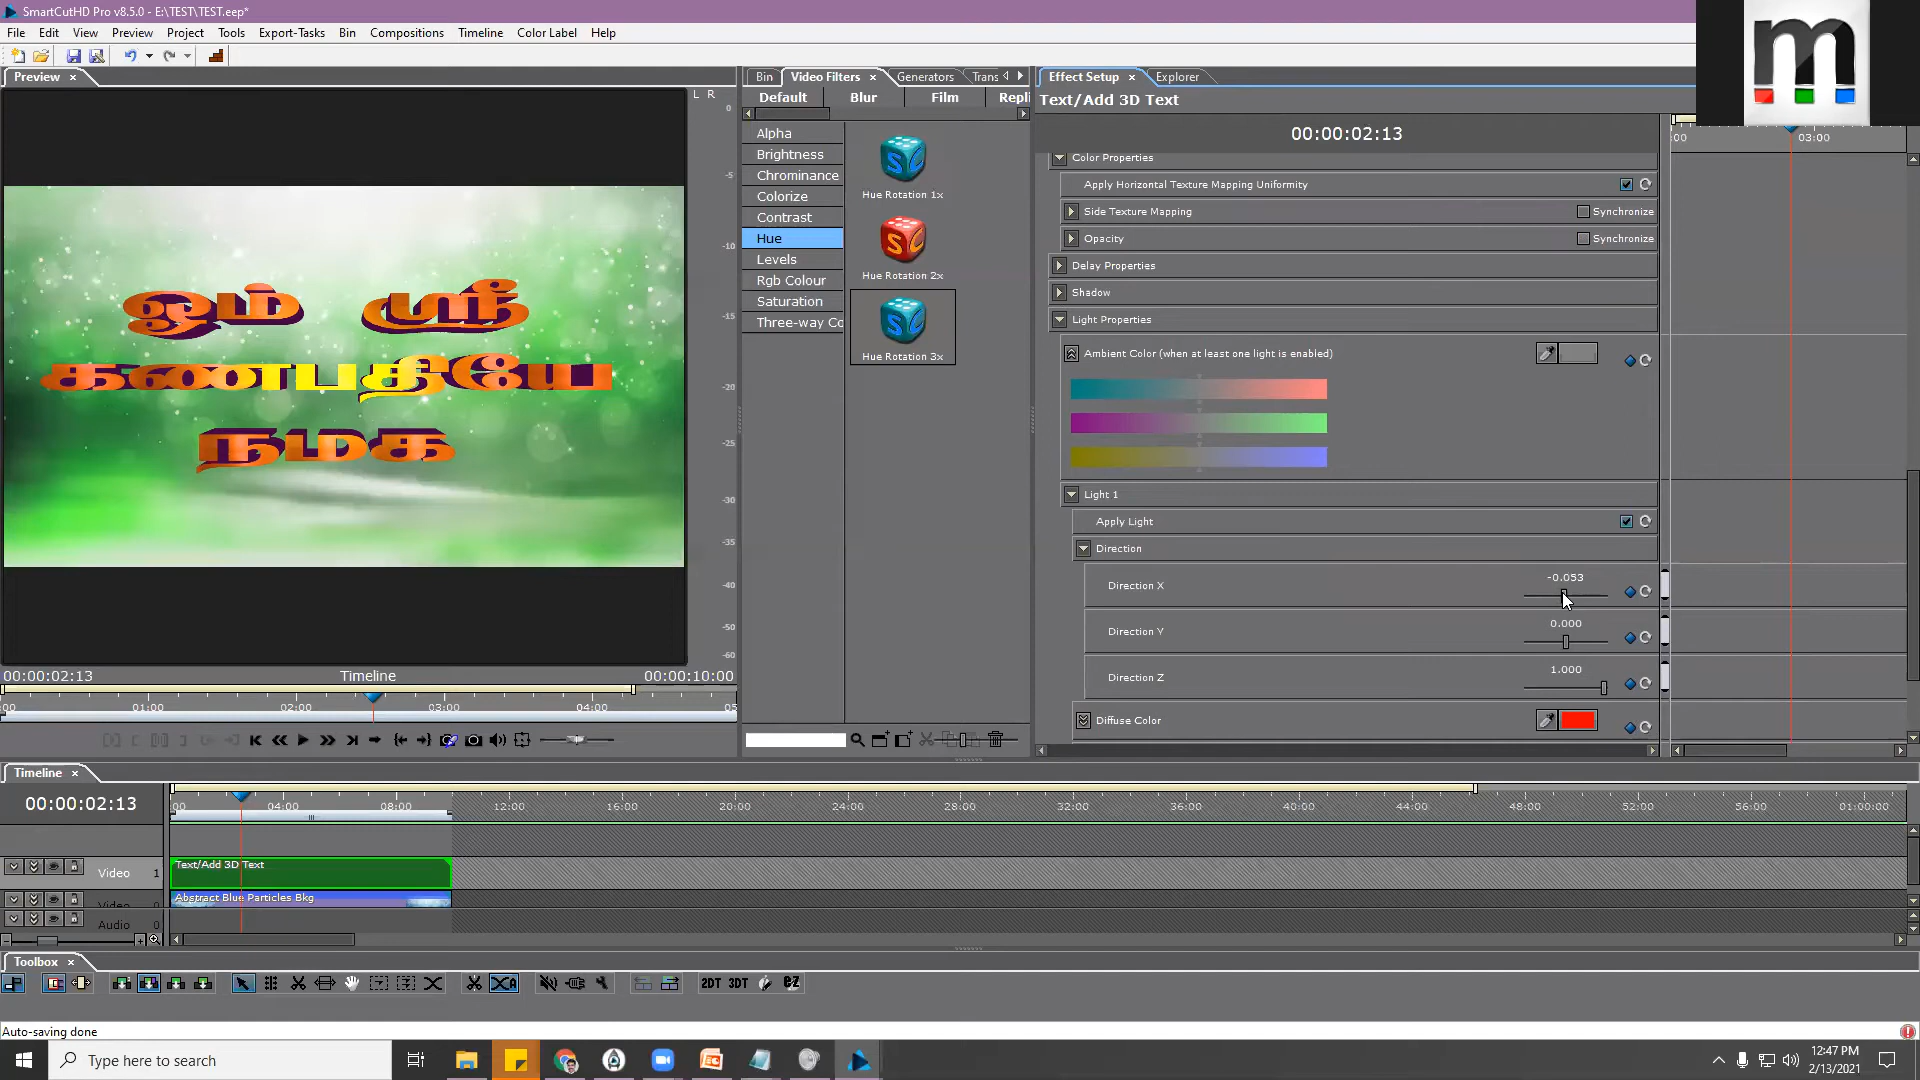 SmartCutHD Pro v8.5.0 - E:\TEST\TEST.eep*
File Edit View Preview Project Tools Export-Tasks Bin Compositions Timeline Color Label Help
Preview
L R
Bin Video Filters Generators Trans
Effect Setup Explorer
Default Blur Film Repli
Text/Add 3D Text
m
00:00:02:13
:00 03:00
0
-5
-10
-15
-20
-25
-30
-35
-40
-45
-50
-60
ஓம் ஸ்ரீ
கணபதியே
நமக
Alpha
Brightness
Chrominance
Colorize
Contrast
Hue
Levels
Rgb Colour
Saturation
Three-way Co
Hue Rotation 1x
Hue Rotation 2x
Hue Rotation 3x
Color Properties
Apply Horizontal Texture Mapping Uniformity
Side Texture Mapping Synchronize
Opacity Synchronize
Delay Properties
Shadow
Light Properties
Ambient Color (when at least one light is enabled)
Light 1
Apply Light
Direction
Direction X -0.053
Direction Y 0.000
Direction Z 1.000
Diffuse Color
00:00:02:13 Timeline 00:00:10:00
:00 01:00 02:00 03:00 04:00 05
Timeline
00:00:02:13
00 04:00 08:00 12:00 16:00 20:00 24:00 28:00 32:00 36:00 40:00 44:00 48:00 52:00 56:00 01:00:00
Video 1
Text/Add 3D Text
Video 0
Abstract Blue Particles Bkg
Audio 0
Toolbox
2DT 3DT EZ
Auto-saving done
Type here to search
12:47 PM
2/13/2021